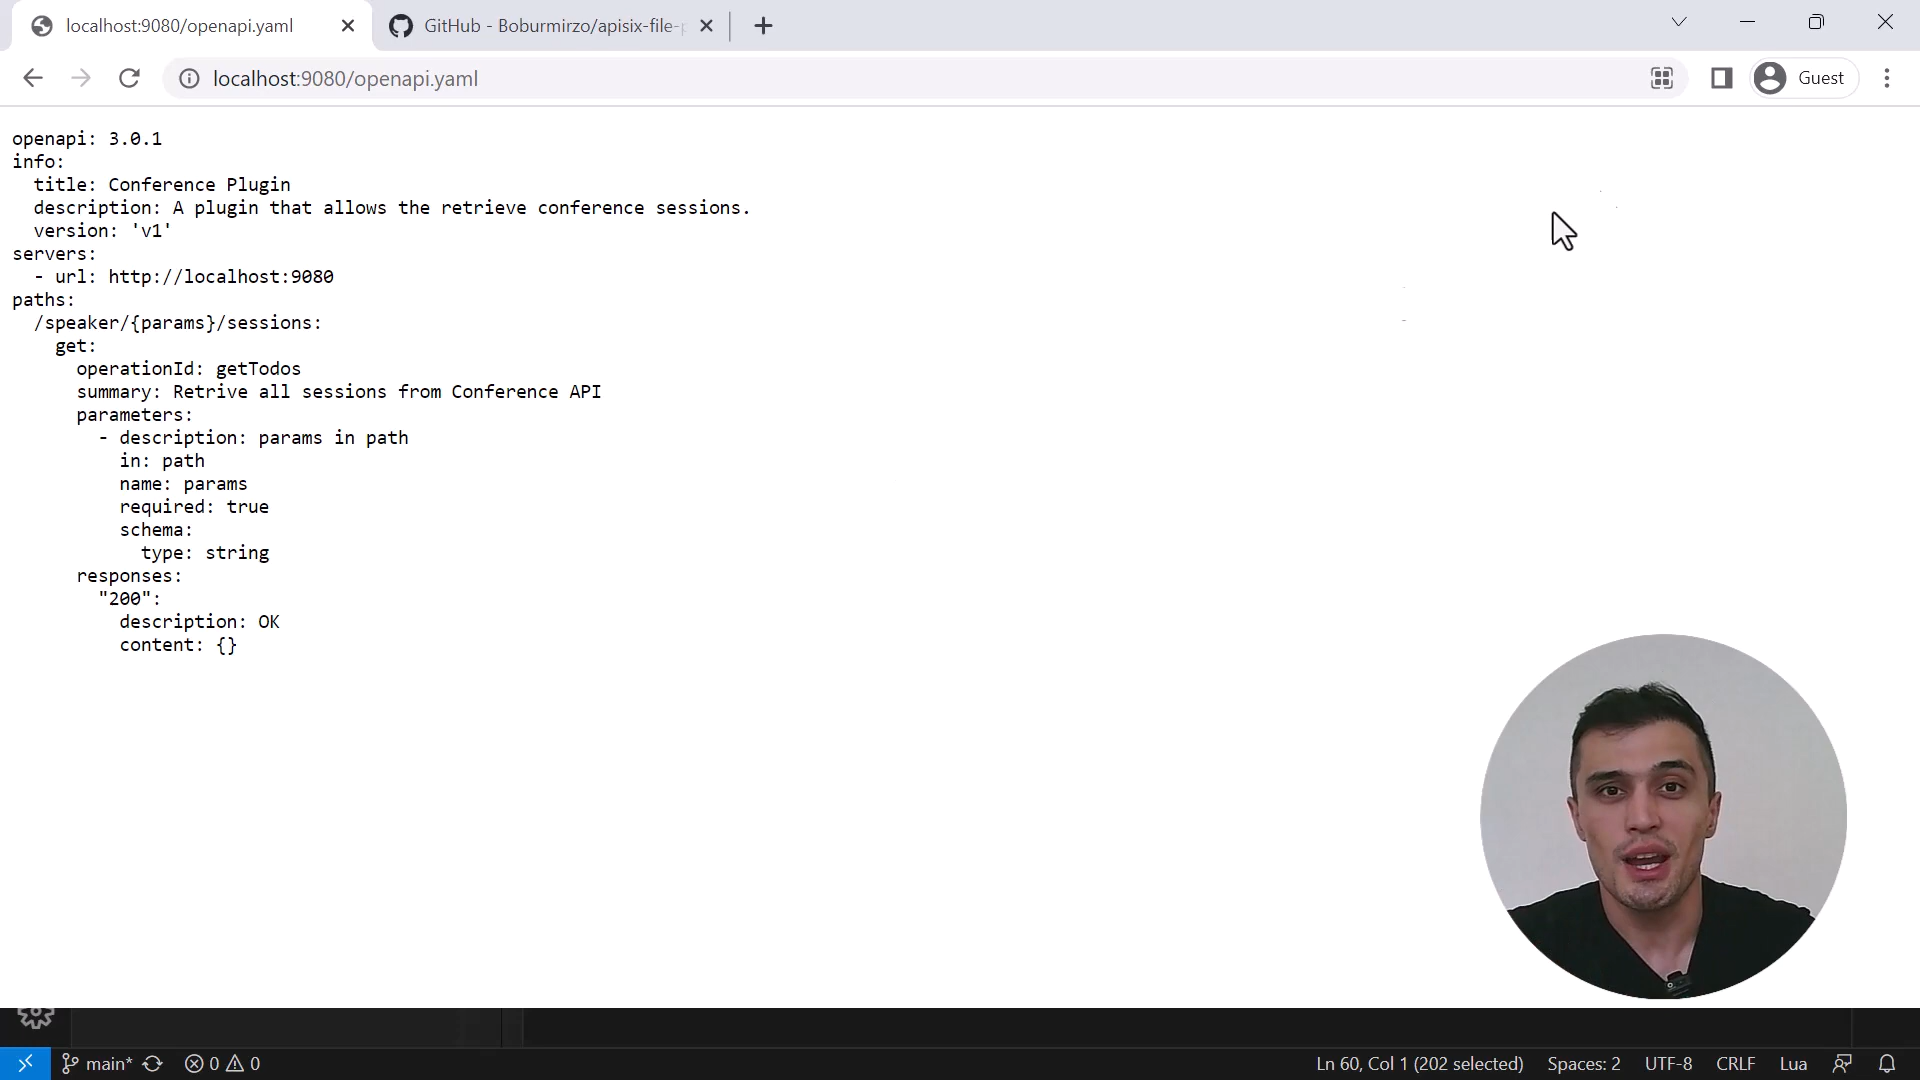 localhost:9080/openapi.yaml
GitHub - Boburmirzo/apisix-file-p
localhost:9080/openapi.yaml
Guest
openapi: 3.0.1
info:
  title: Conference Plugin
  description: A plugin that allows the retrieve conference sessions.
  version: 'v1'
servers:
  - url: http://localhost:9080
paths:
  /speaker/{params}/sessions:
    get:
      operationId: getTodos
      summary: Retrive all sessions from Conference API
      parameters:
        - description: params in path
          in: path
          name: params
          required: true
          schema:
            type: string
      responses:
        "200":
          description: OK
          content: {}
main* 0 0 Ln 60, Col 1 (202 selected) Spaces: 2 UTF-8 CRLF Lua